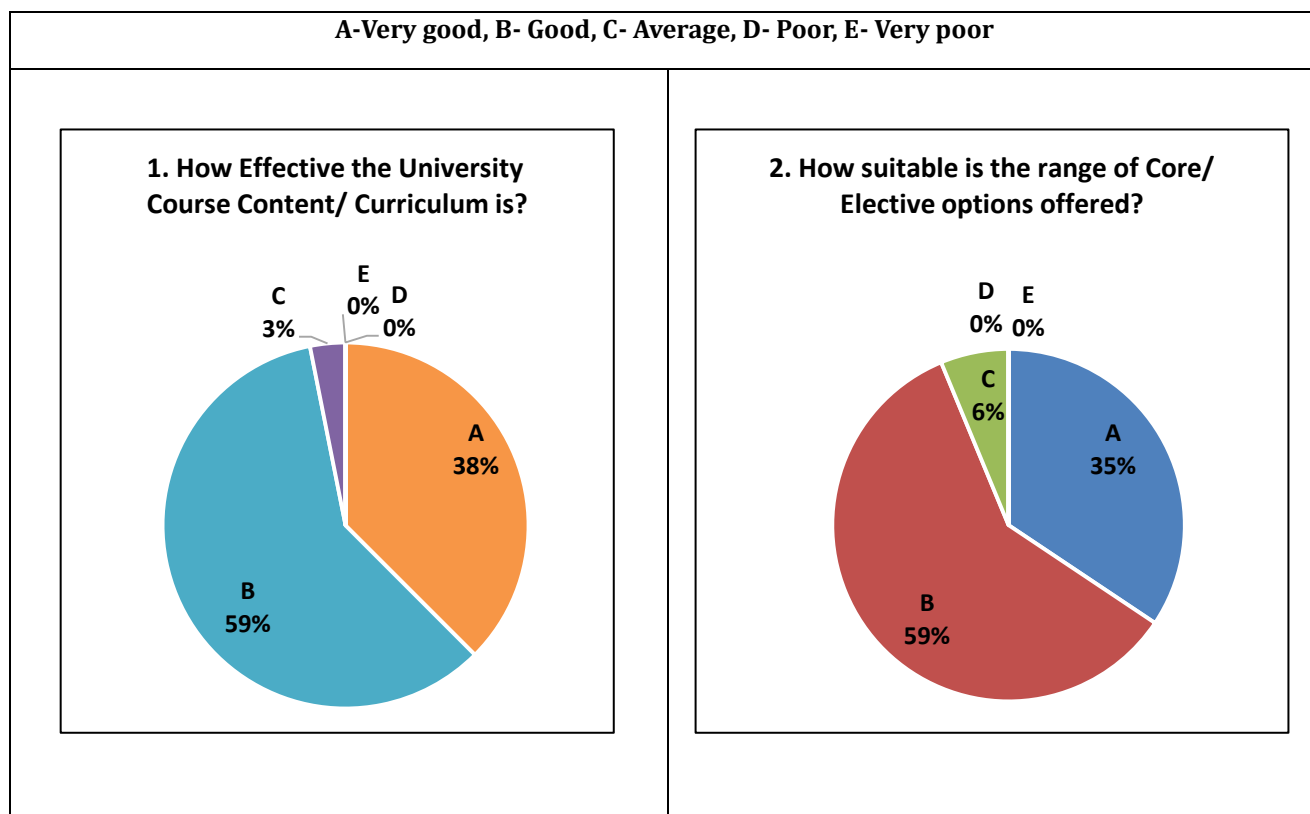 A-Very good, B- Good, C- Average, D- Poor, E- Very poor
1. How Effective the University
Course Content/ Curriculum is?
E
0%
D
0%
C
3%
A
38%
B
59%
2. How suitable is the range of Core/
Elective options offered?
D
0%
E
0%
C
6%
A
35%
B
59%